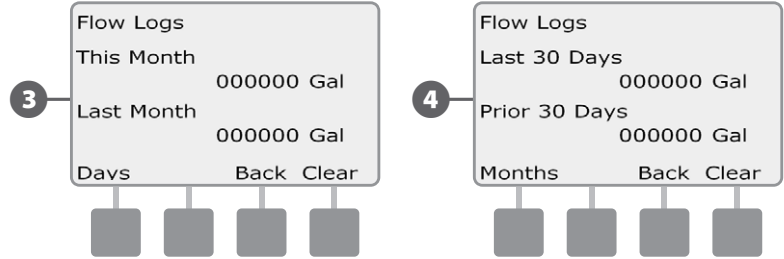 3
Flow Logs
This Month
000000 Gal
Last Month
000000 Gal
Days Back Clear
4
Flow Logs
Last 30 Days
000000 Gal
Prior 30 Days
000000 Gal
Months Back Clear